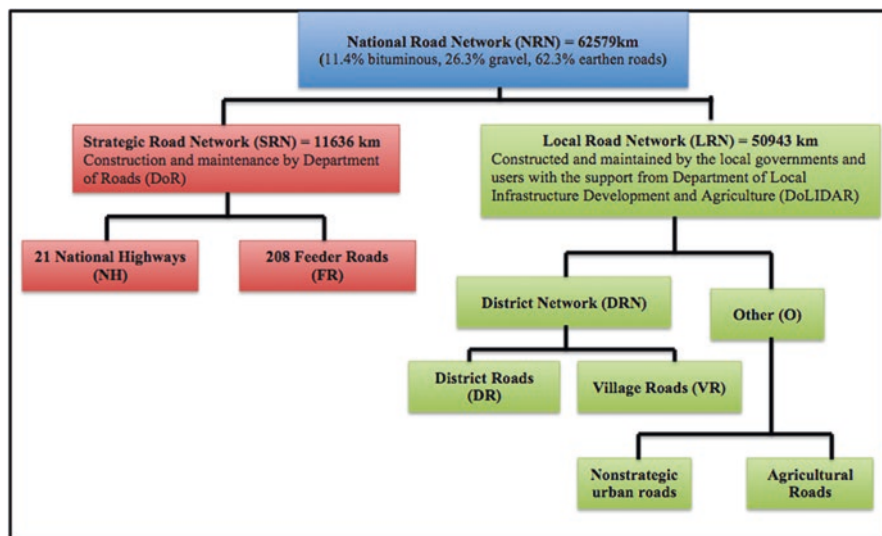 National Road Network (NRN) = 62579km
(11.4% bituminous, 26.3% gravel, 62.3% earthen roads)
Strategic Road Network (SRN) = 11636 km
Construction and maintenance by Department
of Roads (DoR)
Local Road Network (LRN) = 50943 km
Constructed and maintained by the local governments and
users with the support from Department of Local
Infrastructure Development and Agriculture (DoLIDAR)
21 National Highways
(NH)
208 Feeder Roads
(FR)
District Network (DRN)
Other (O)
District Roads
(DR)
Village Roads (VR)
Nonstrategic
urban roads
Agricultural
Roads